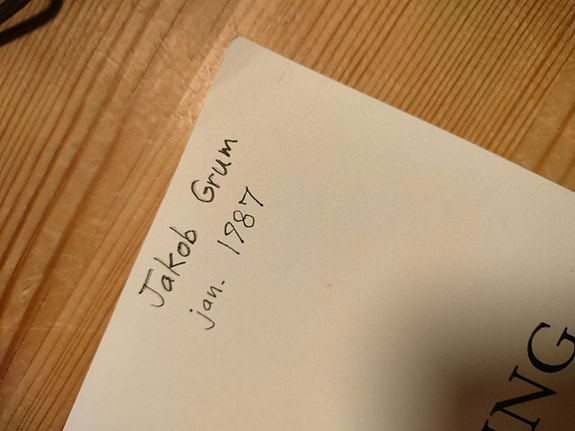 Jakob Grum
jan. 1987
ING